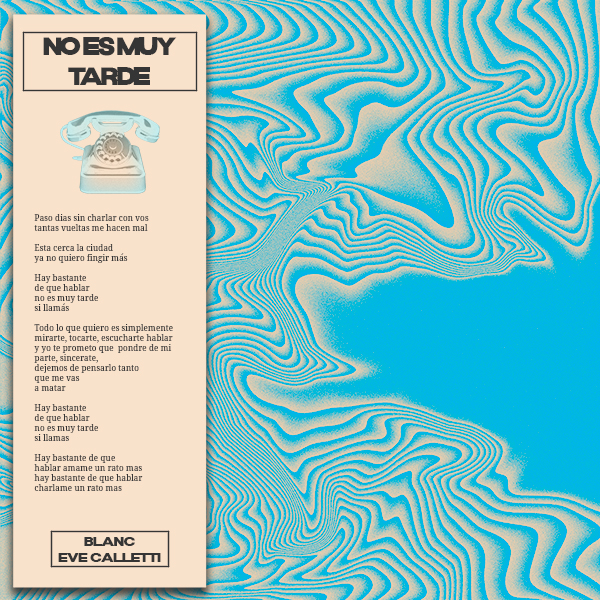 NO ES MUY
TARDE
Paso dias sin charlar con vos
tantas vueltas me hacen mal
Esta cerca la ciudad
ya no quiero fingir más
Hay bastante
de que hablar
no es muy tarde
si llamás
Todo lo que quiero es simplemente
mirarte, tocarte, escucharte hablar
y yo te prometo que  pondre de mi
parte, sincerate,
dejemos de pensarlo tanto
que me vas
a matar
Hay bastante
de que hablar
no es muy tarde
si llamas
Hay bastante de que
hablar amame un rato mas
hay bastante de que hablar
charlame un rato mas
BLANC
EVE CALLETTI